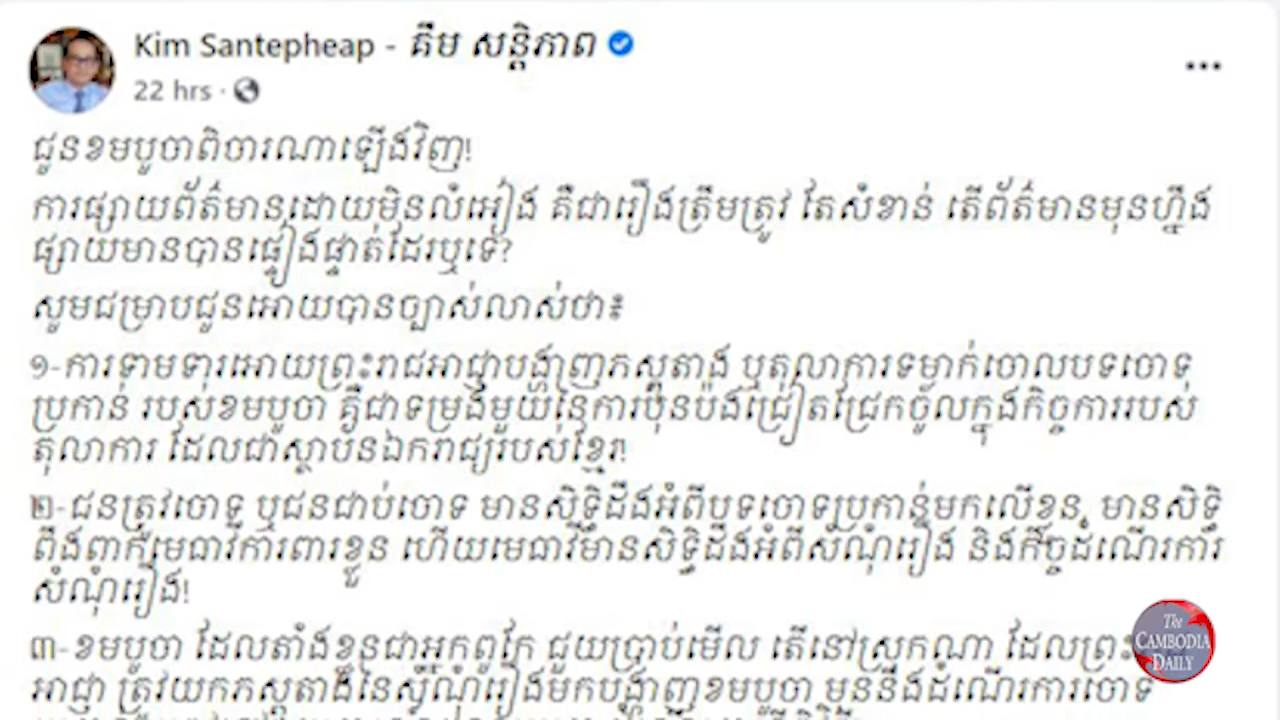 Kim Santepheap - គឹម សន្តិភាព
22 hrs ·
ជូនខមបូចាពិចារណាឡើងវិញ!
ការផ្សាយព័ត៌មានដោយមិនលំអៀង គឺជារឿងត្រឹមត្រូវ តែសំខាន់ តើព័ត៌មានមុនហ្នឹង
ផ្សាយមានបានផ្ទៀងផ្ទាត់ដែរឬទេ?
សូមជម្រាបជូនអោយបានច្បាស់លាស់ថា៖
១-ការទាមទារអោយព្រះរាជអាជ្ញាបង្ហាញភស្តុតាង ឬតុលាការទម្លាក់ចោលបទចោទ
ប្រកាន់ របស់ខមបូចា គឺជាទម្រង់មួយនៃការប៉ុនប៉ងជ្រៀតជ្រែកចូលក្នុងកិច្ចការរបស់
តុលាការ ដែលជាស្ថាប័នឯករាជ្យរបស់ខ្មែរ!
២-ជនត្រូវចោទ ឬជនជាប់ចោទ មានសិទ្ធិដឹងអំពីបទចោទប្រកាន់មកលើខ្លួន មានសិទ្ធិ
ពឹងពាក់មេធាវីការពារខ្លួន ហើយមេធាវីមានសិទ្ធិដឹងអំពីសំណុំរឿង និងកិច្ចដំណើរការ
សំណុំរឿង!
៣-ខមបូចា ដែលតាំងខ្លួនជាអ្នកពូកែ ជួយប្រាប់មើល តើនៅស្រុកណា ដែលព្រះ
អាជ្ញា ត្រូវយកភស្តុតាងនៃសំណុំរឿងមកបង្ហាញខមបូចា មុននឹងដំណើរការចោទ
The
CAMBODIA
DAILY